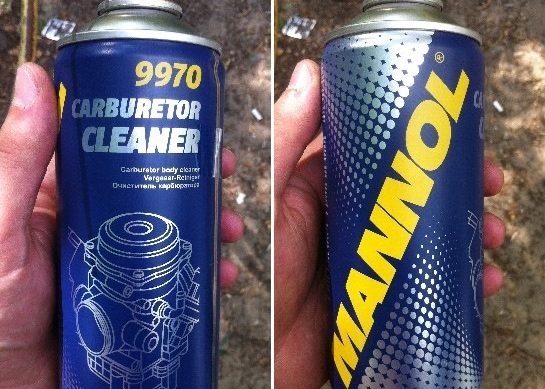 9970
CARBURETOR
CLEANER
Carburetor body cleaner
Vergaser-Reiniger
Очиститель карбюратора
MANNOL®